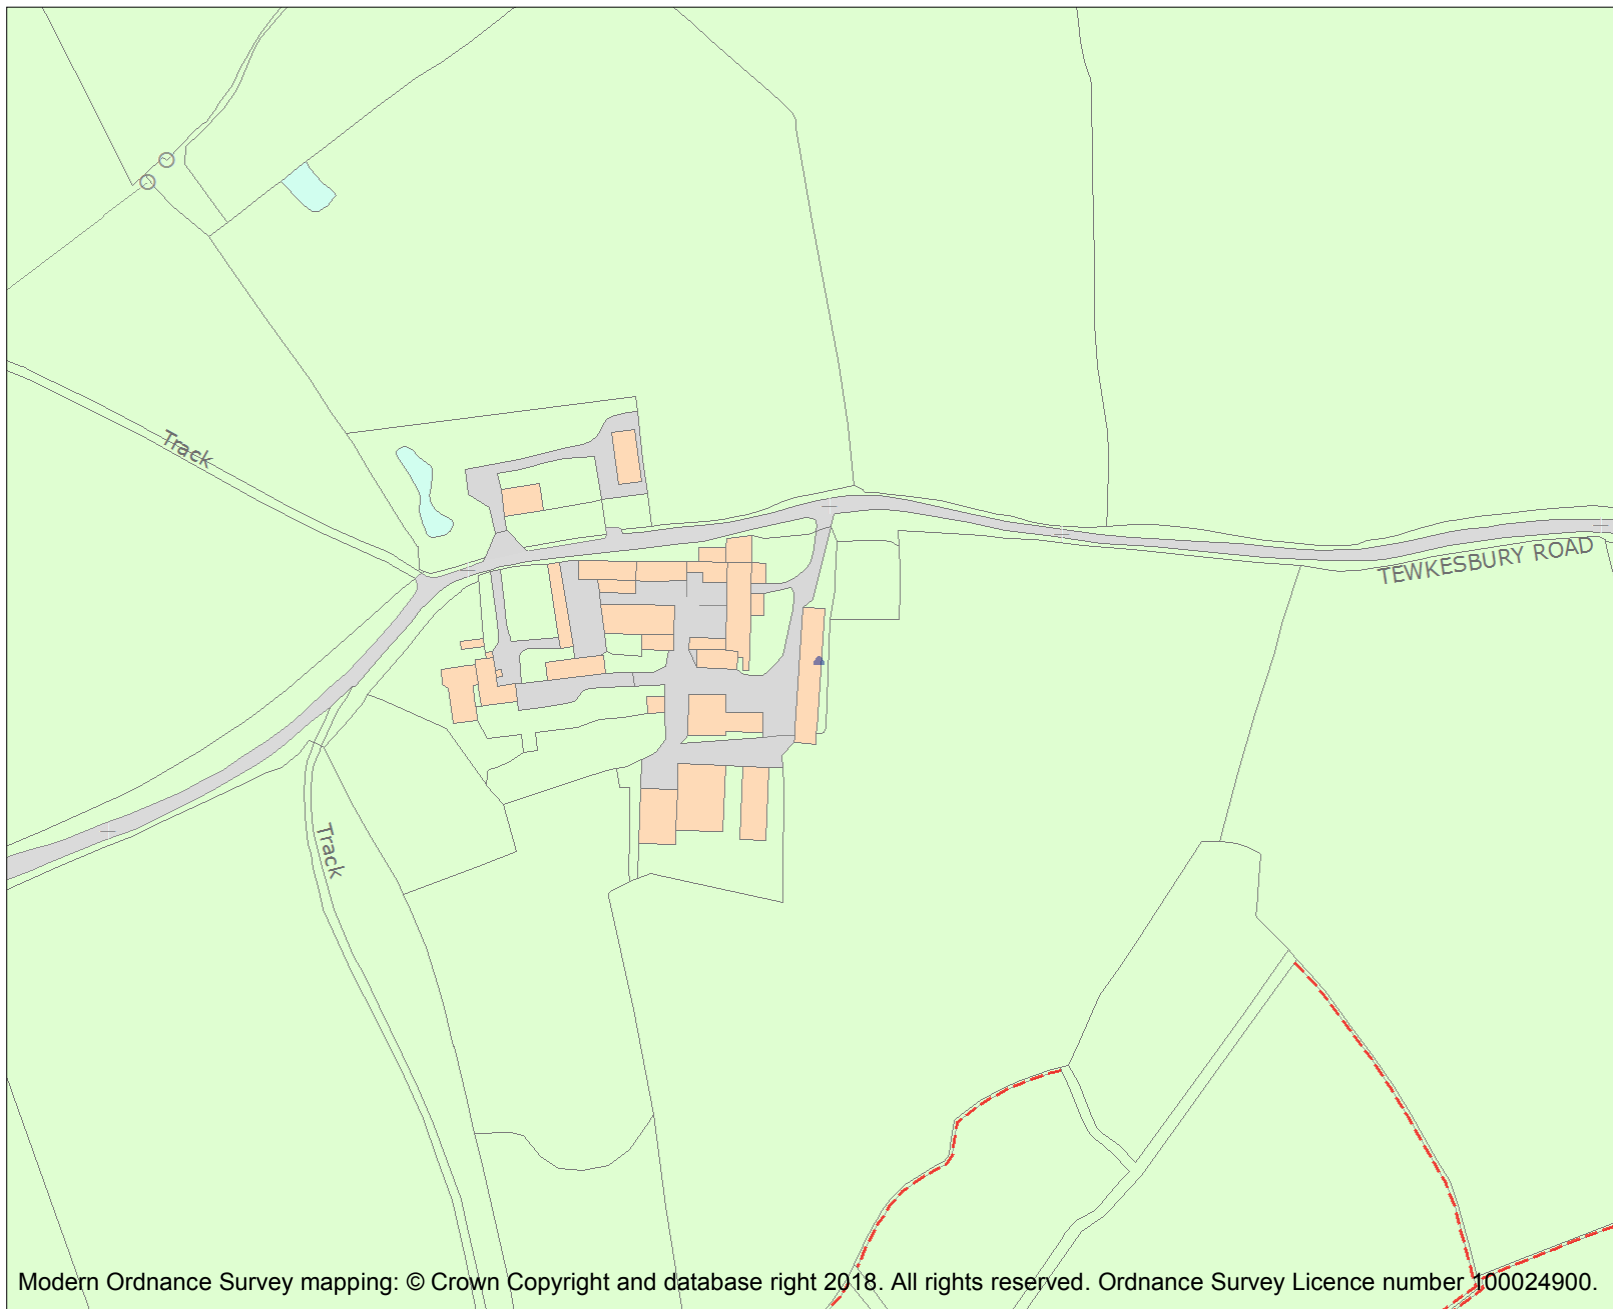 Track
TEWKESBURY ROAD
Track
Modern Ordnance Survey mapping: © Crown Copyright and database right 2018. All rights reserved. Ordnance Survey Licence number 100024900.